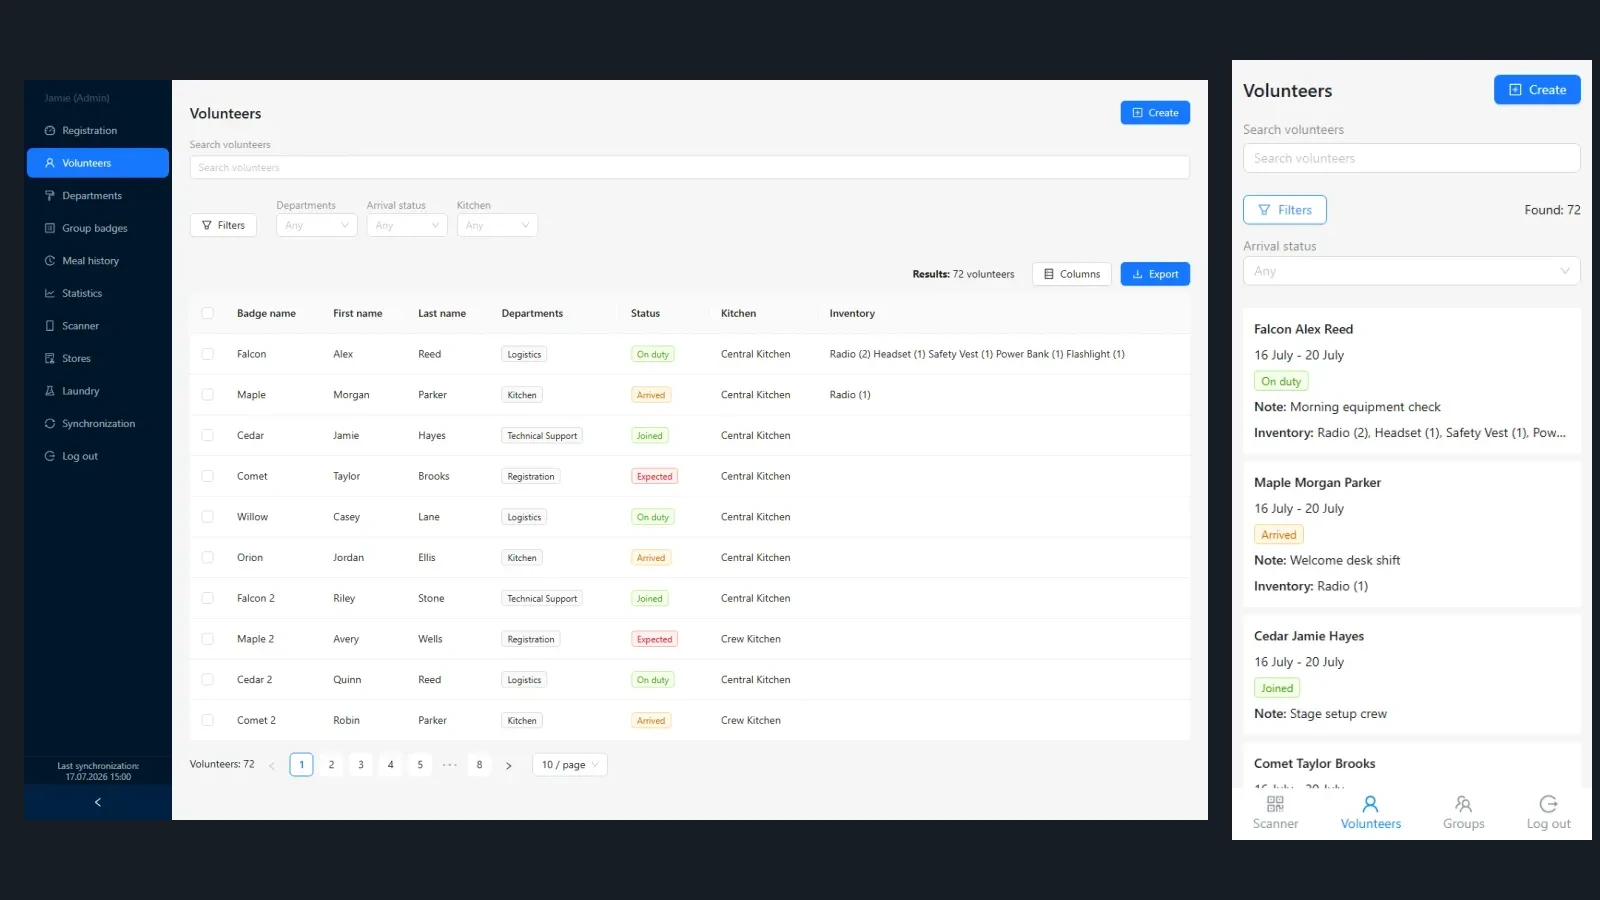 Jamie (Admin)
Registration
Volunteers
Departments
Group badges
Meal history
Statistics
Scanner
Stores
Laundry
Synchronization
Log out
Last synchronization:
17.07.2026 15:00
Volunteers
Create
Search volunteers
Search volunteers
Filters
Departments
Any
Arrival status
Any
Kitchen
Any
Results: 72 volunteers
Columns
Export
Badge name First name Last name Departments Status Kitchen Inventory
Falcon Alex Reed Logistics On duty Central Kitchen Radio (2) Headset (1) Safety Vest (1) Power Bank (1) Flashlight (1)
Maple Morgan Parker Kitchen Arrived Central Kitchen Radio (1)
Cedar Jamie Hayes Technical Support Joined Central Kitchen
Comet Taylor Brooks Registration Expected Central Kitchen
Willow Casey Lane Logistics On duty Central Kitchen
Orion Jordan Ellis Kitchen Arrived Central Kitchen
Falcon 2 Riley Stone Technical Support Joined Central Kitchen
Maple 2 Avery Wells Registration Expected Crew Kitchen
Cedar 2 Quinn Reed Logistics On duty Central Kitchen
Comet 2 Robin Parker Kitchen Arrived Crew Kitchen
Volunteers: 72 < 1 2 3 4 5 ••• 8 > 10 / page
Volunteers
Create
Search volunteers
Search volunteers
Filters
Found: 72
Arrival status
Any
Falcon Alex Reed
16 July - 20 July
On duty
Note: Morning equipment check
Inventory: Radio (2), Headset (1), Safety Vest (1), Pow...
Maple Morgan Parker
16 July - 20 July
Arrived
Note: Welcome desk shift
Inventory: Radio (1)
Cedar Jamie Hayes
16 July - 20 July
Joined
Note: Stage setup crew
Comet Taylor Brooks
Scanner
Volunteers
Groups
Log out